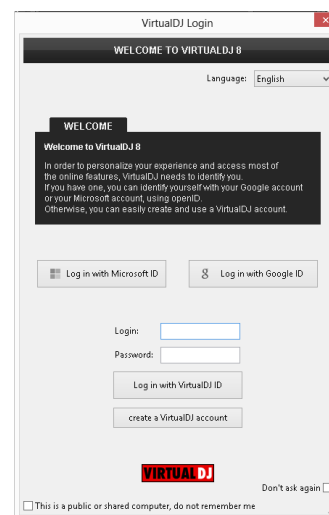 VirtualDJ Login
WELCOME TO VIRTUALDJ 8
Language: English
WELCOME
Welcome to VirtualDJ 8
In order to personalize your experience and access most of
the online features, VirtualDJ needs to identify you.
If you have one, you can identify yourself with your Google account
or your Microsoft account, using openID.
Otherwise, you can easily create and use a VirtualDJ account.
Log in with Microsoft ID
8 Log in with Google ID
Login:
Password:
Log in with VirtualDJ ID
create a VirtualDJ account
VIRTUAL DJ
Don't ask again
This is a public or shared computer, do not remember me